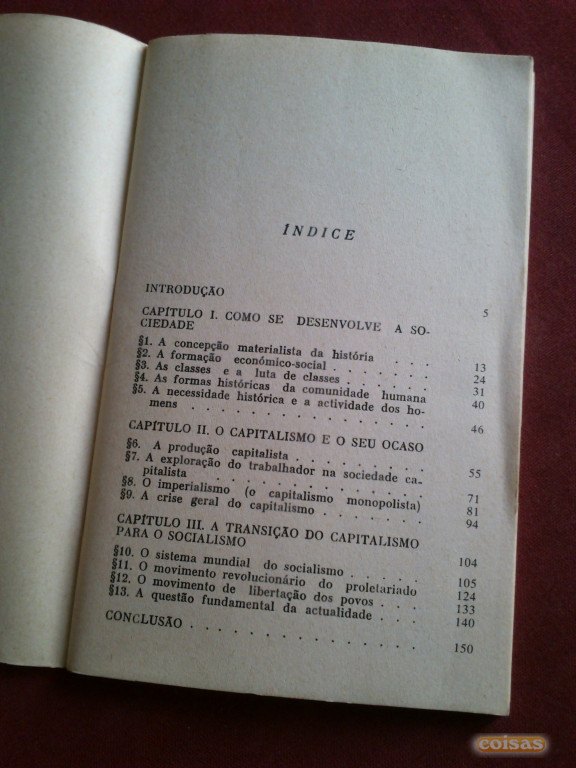 ÍNDICE
INTRODUÇÃO 5
CAPÍTULO I. COMO SE DESENVOLVE A SO-
CIEDADE
§1. A concepção materialista da história . . . 13
§2. A formação económico-social . . . . . . . 24
§3. As classes e a luta de classes . . . . . . 31
§4. As formas históricas da comunidade humana 40
§5. A necessidade histórica e a actividade dos ho-
mens . . . . . . . . . . . . . . . 46
CAPÍTULO II. O CAPITALISMO E O SEU OCASO
§6. A produção capitalista . . . . . . . . . 55
§7. A exploração do trabalhador na sociedade ca-
pitalista . . . . . . . . . . . . . . 71
§8. O imperialismo (o capitalismo monopolista) 81
§9. A crise geral do capitalismo . . . . . . . 94
CAPÍTULO III. A TRANSIÇÃO DO CAPITALISMO
PARA O SOCIALISMO 104
§10. O sistema mundial do socialismo . . . . . 105
§11. O movimento revolucionário do proletariado 124
§12. O movimento de libertação dos povos . . . 133
§13. A questão fundamental da actualidade . . . 140
CONCLUSÃO . . . . . . . . . . . . . 150
coisas